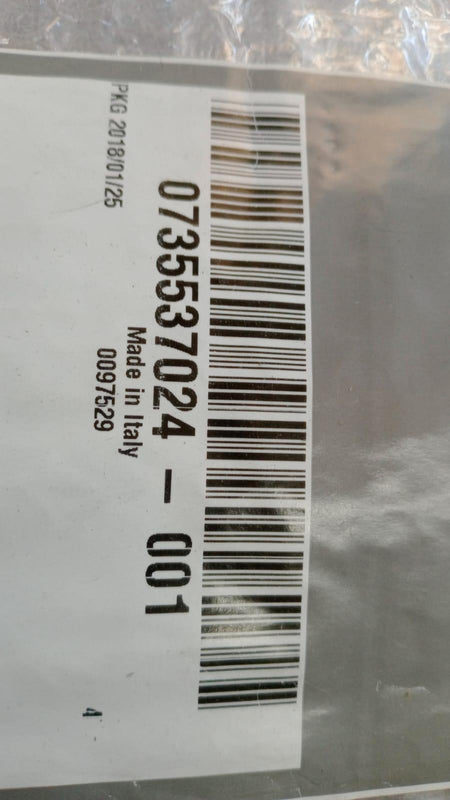 0735537024 - 001
PKG 2018/01/25
Made in Italy
0097529
4